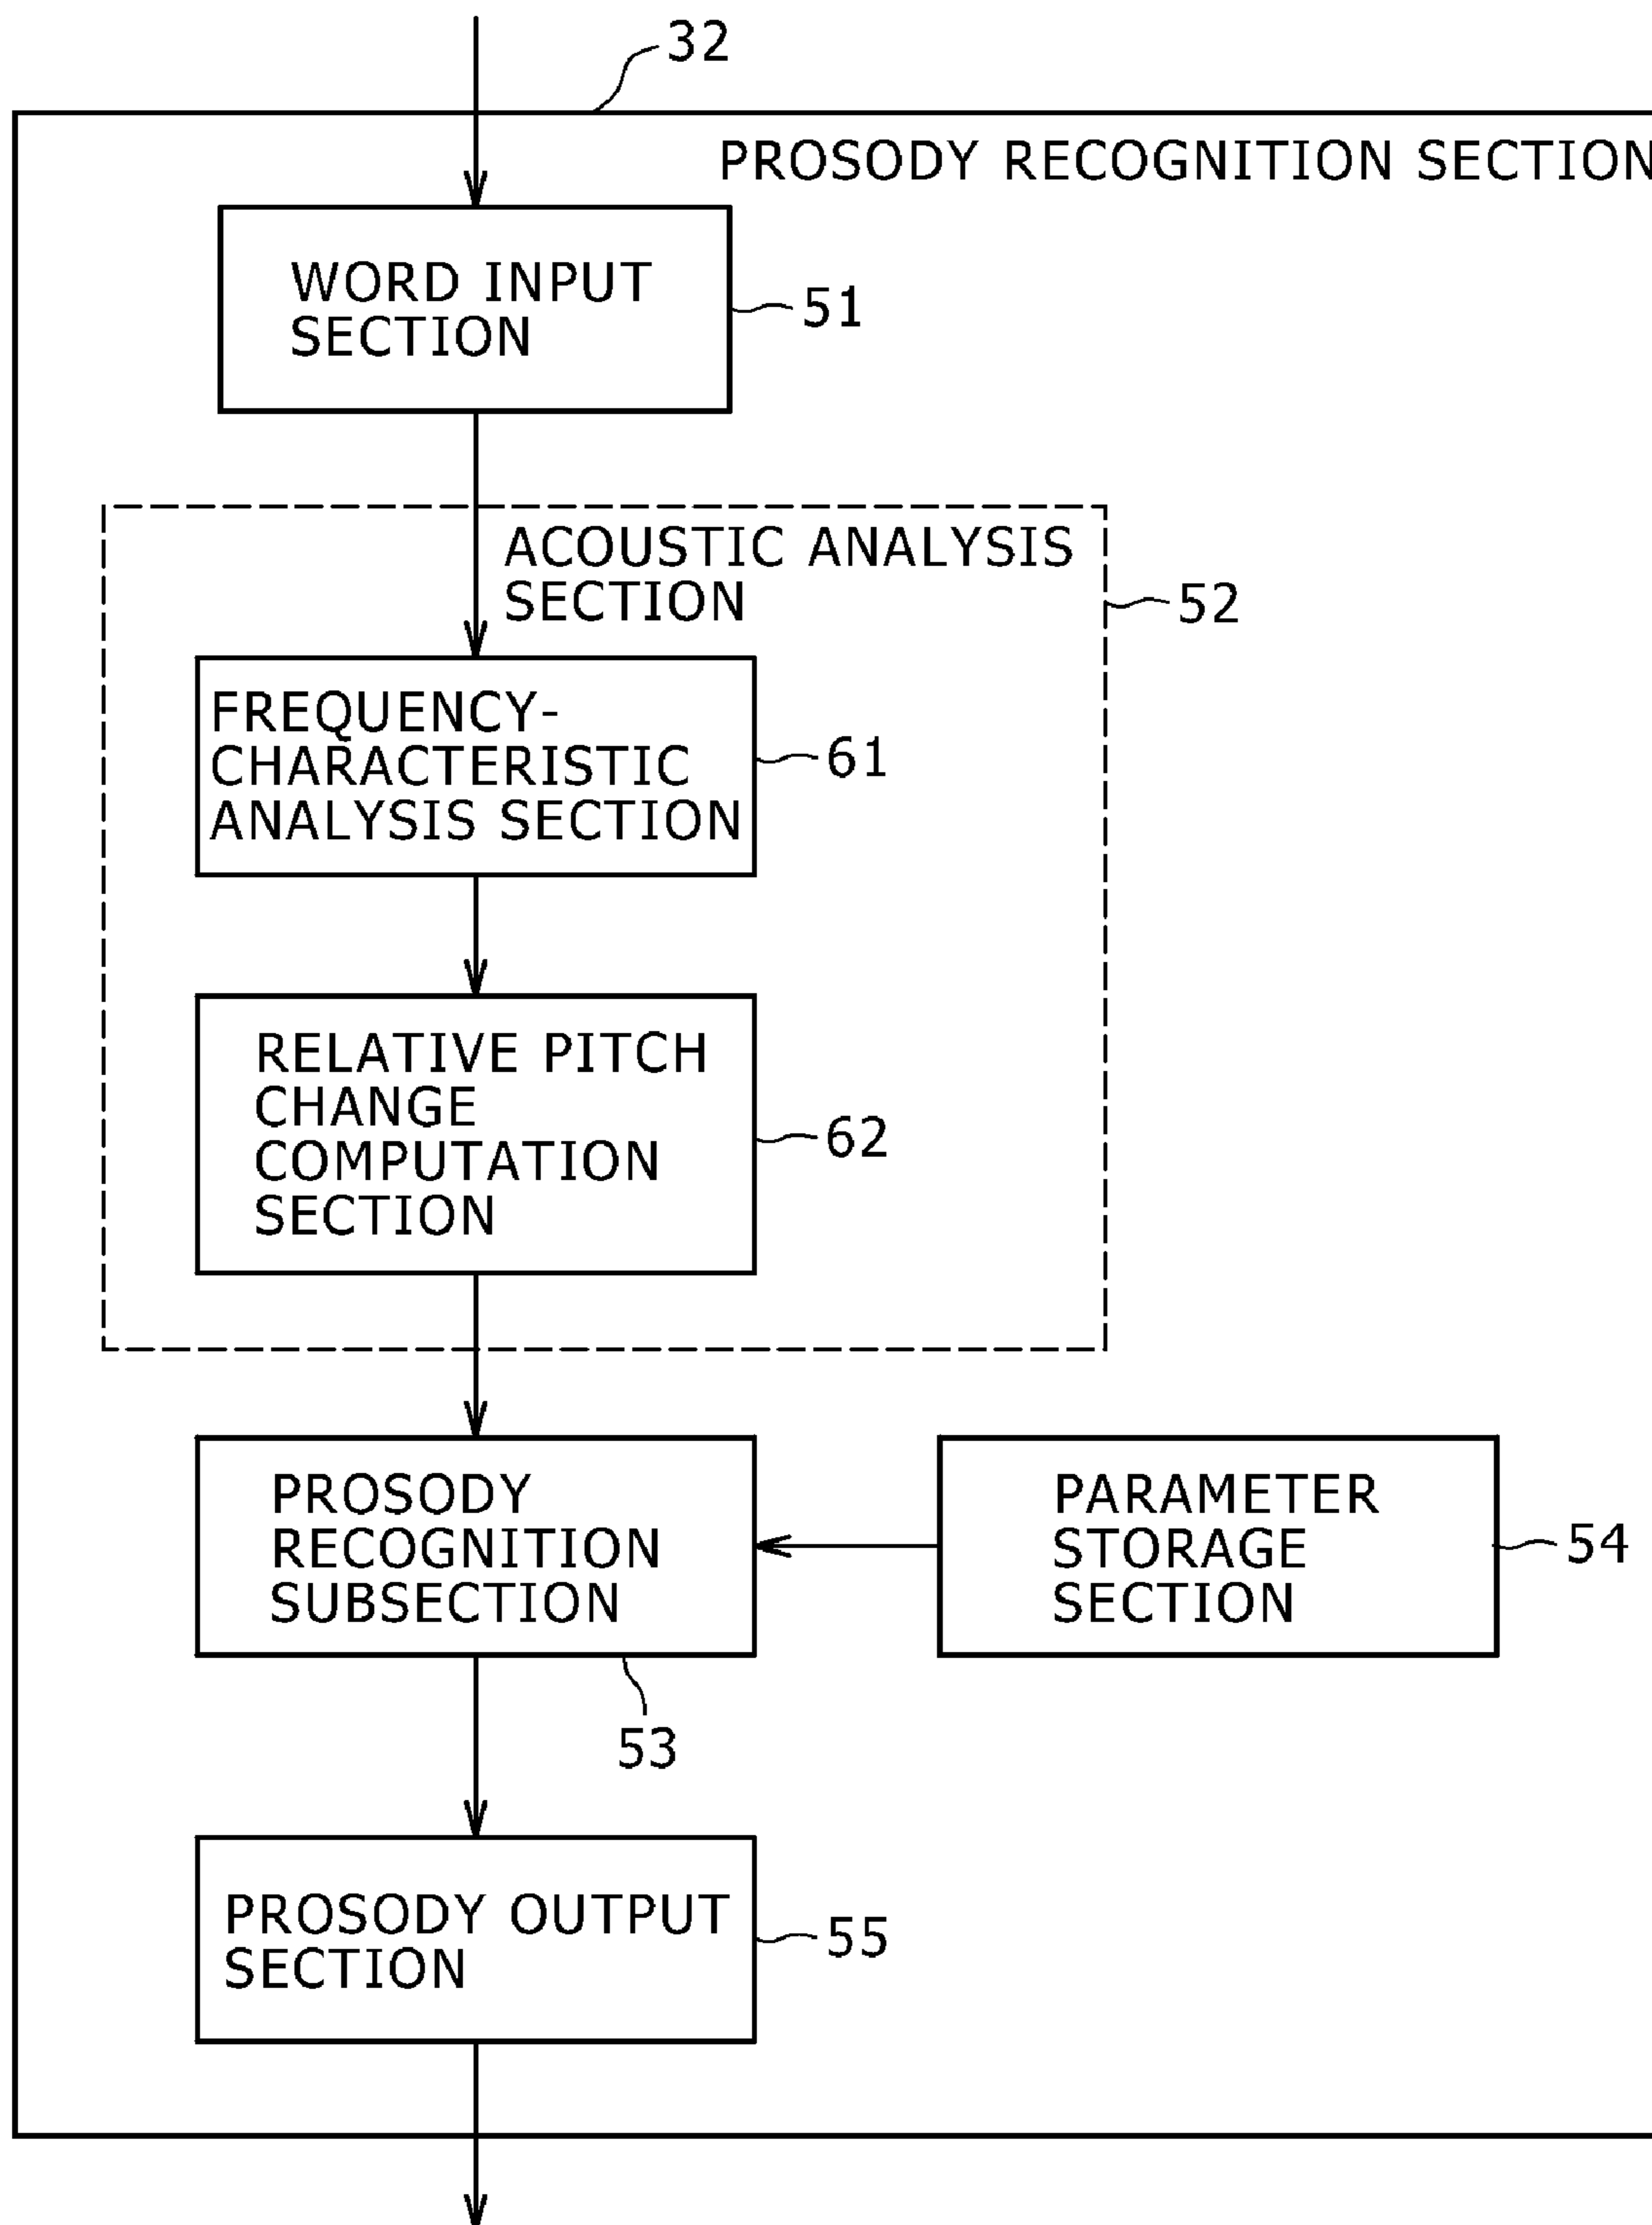 32
PROSODY RECOGNITION SECTION
WORD INPUT
SECTION
51
ACOUSTIC ANALYSIS
SECTION
52
FREQUENCY-
CHARACTERISTIC
ANALYSIS SECTION
61
RELATIVE PITCH
CHANGE
COMPUTATION
SECTION
62
PROSODY
RECOGNITION
SUBSECTION
53
PARAMETER
STORAGE
SECTION
54
PROSODY OUTPUT
SECTION
55